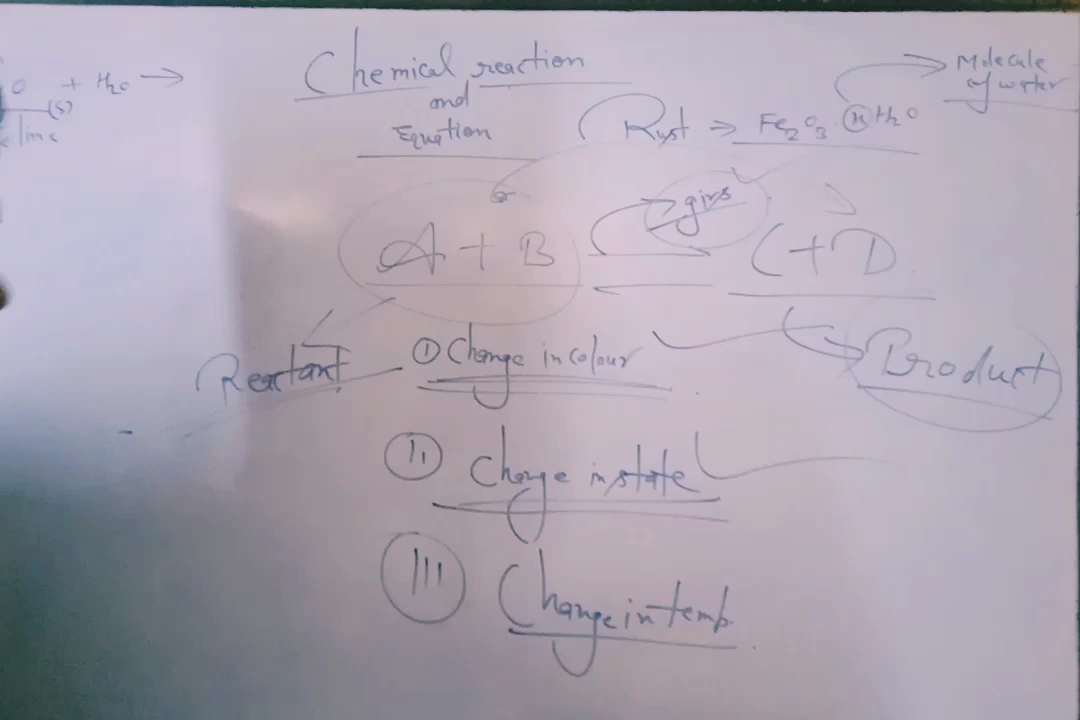 Chemical reaction
and
Equation
O + H2O →
(s)
lime
Rust → Fe2O3 (x) H2O
Molecule
of water
A + B
gives
C + D
Reactant
Product
① Change in colour
II Change in state
III Change in temp.